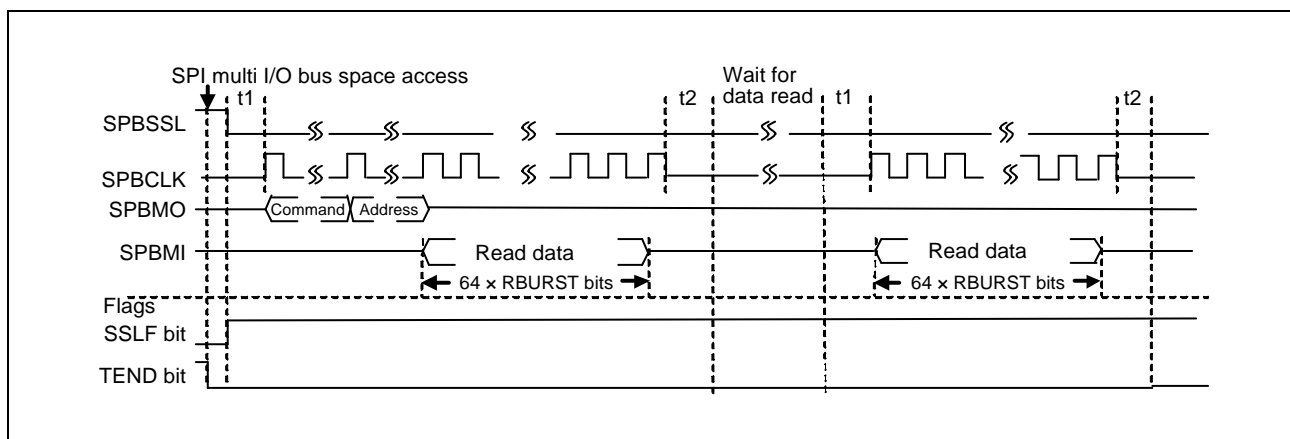 SPI multi I/O bus space access
t1
t2
Wait for
data read
t1
t2
SPBSSL
SPBCLK
SPBMO
Command
Address
SPBMI
Read data
Read data
64 × RBURST bits
64 × RBURST bits
Flags
SSLF bit
TEND bit